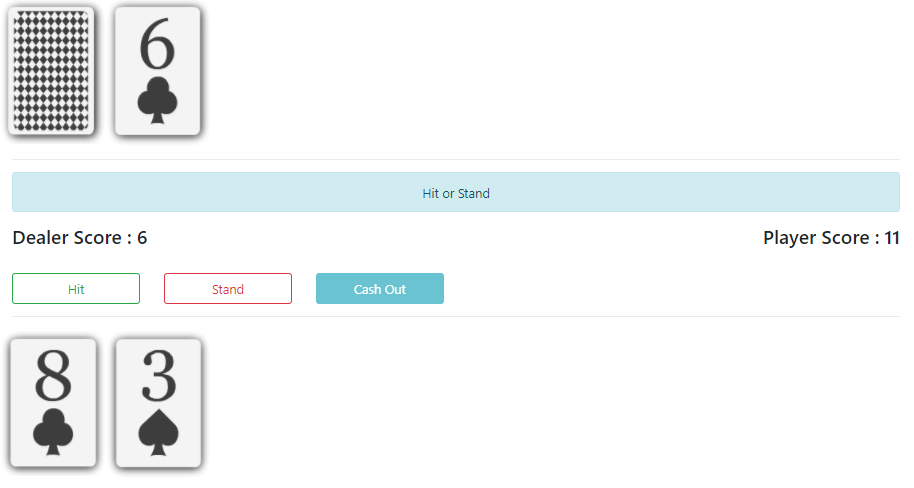 6
Hit or Stand
Dealer Score : 6
Player Score : 11
Hit
Stand
Cash Out
8
3